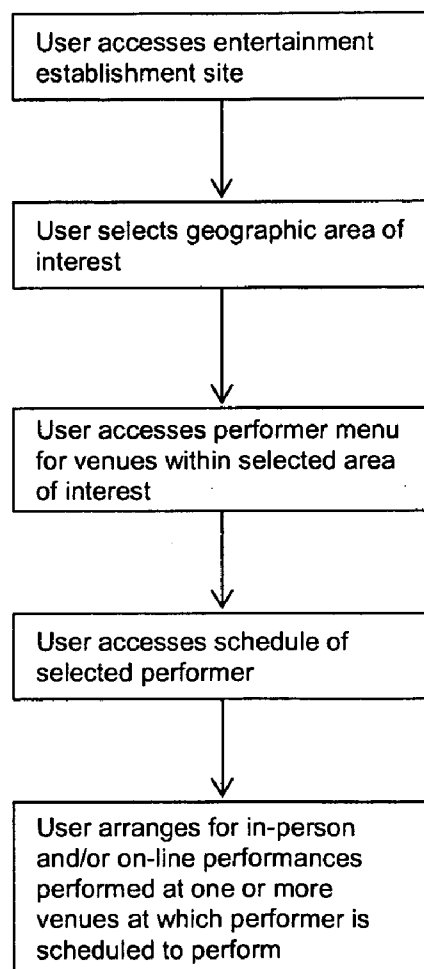 User accesses entertainment
establishment site
User selects geographic area of
interest
User accesses performer menu
for venues within selected area
of interest
User accesses schedule of
selected performer
User arranges for in-person
and/or on-line performances
performed at one or more
venues at which performer is
scheduled to perform